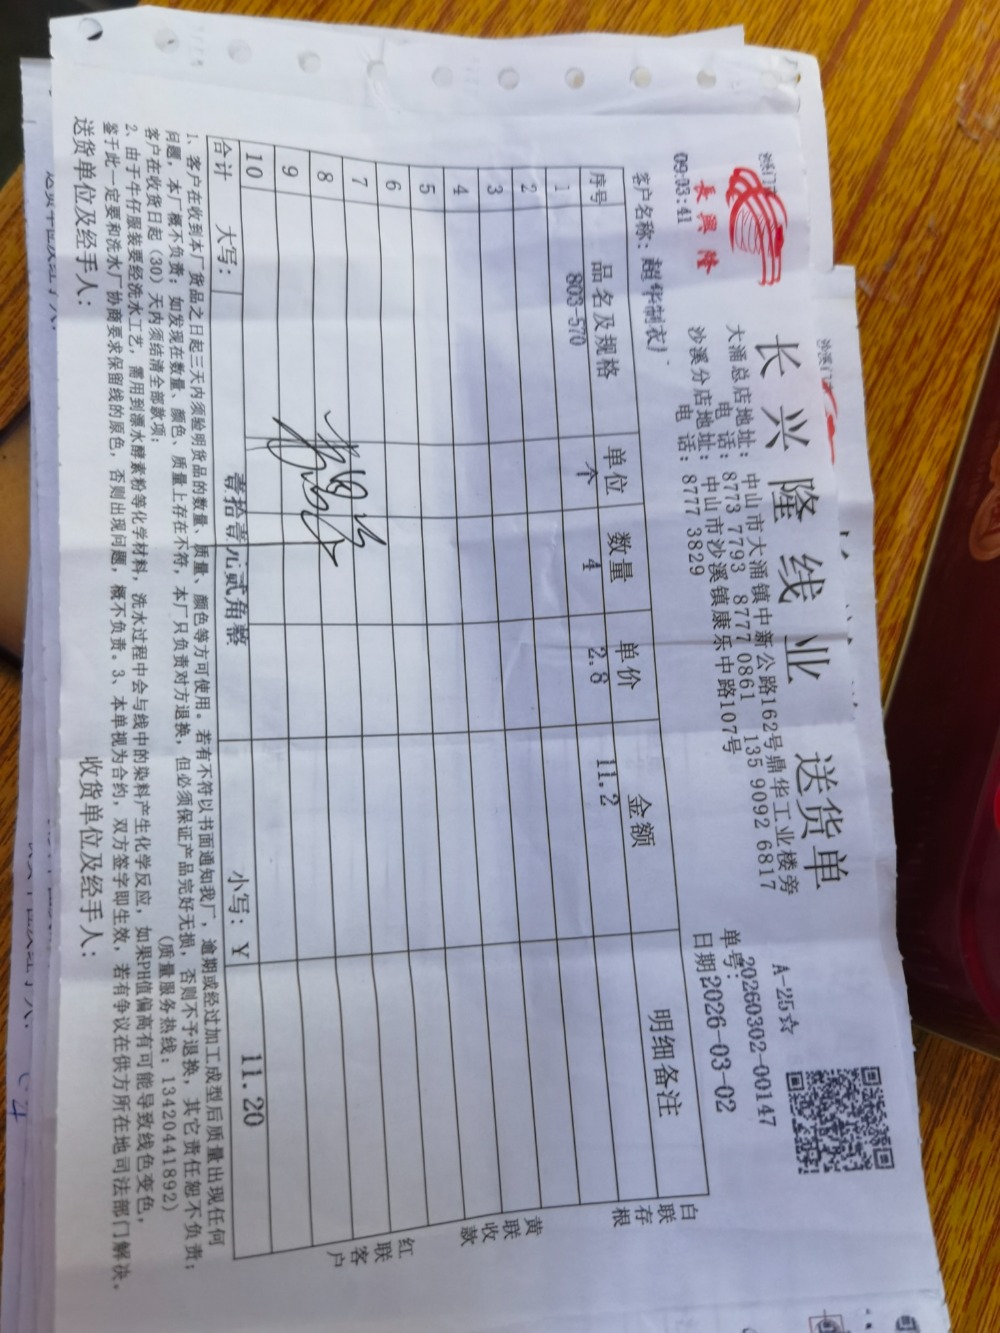 長興隆
长兴隆线业 送货单
A-25☆
大涌总店地址：中山市大涌镇中新公路162号鼎华工业楼旁
电话：8773 7793 8777 0861 135 9092 6817
沙溪分店地址：中山市沙溪镇康乐中路107号
电话：8777 3829
单号：20260302-00147
09:03:41
日期2026-03-02
客户名称：超华制衣厂
序号 品名及规格 单位 数量 单价 金额 明细备注
1 803-570 个 4 2.8 11.2
2
3
4
5
6
7
8
9
10
合计 大写： 壹拾壹元贰角整 小写：￥ 11.20
白联存根
黄联收款
红联客户
1、客户在收到本厂货品之日起三天内须验明货品的数量、质量、颜色等方可使用。若有不符以书面通知我厂，逾期或经过加工成型后质量出现任何
问题，本厂概不负责；如发现在数量、颜色、质量上存在不符，本厂只负责对方退换，但必须保证产品完好无损，否则不予退换，其它责任恕不负责；
客户在收货日起（30）天内须结清全部款项； （质量服务热线：13420441892）
2、由于牛仔服装要经洗水工艺，需用到漂水酵素粉等化学材料，洗水过程中会与线中的染料产生化学反应，如果PH值偏高有可能导致线色变色，
鉴于此一定要和洗水厂协商要求保留线的原色，否则出现问题，概不负责。3、本单视为合约，双方签字即生效，若有争议在供方所在地司法部门解决。
送货单位及经手人： 收货单位及经手人：